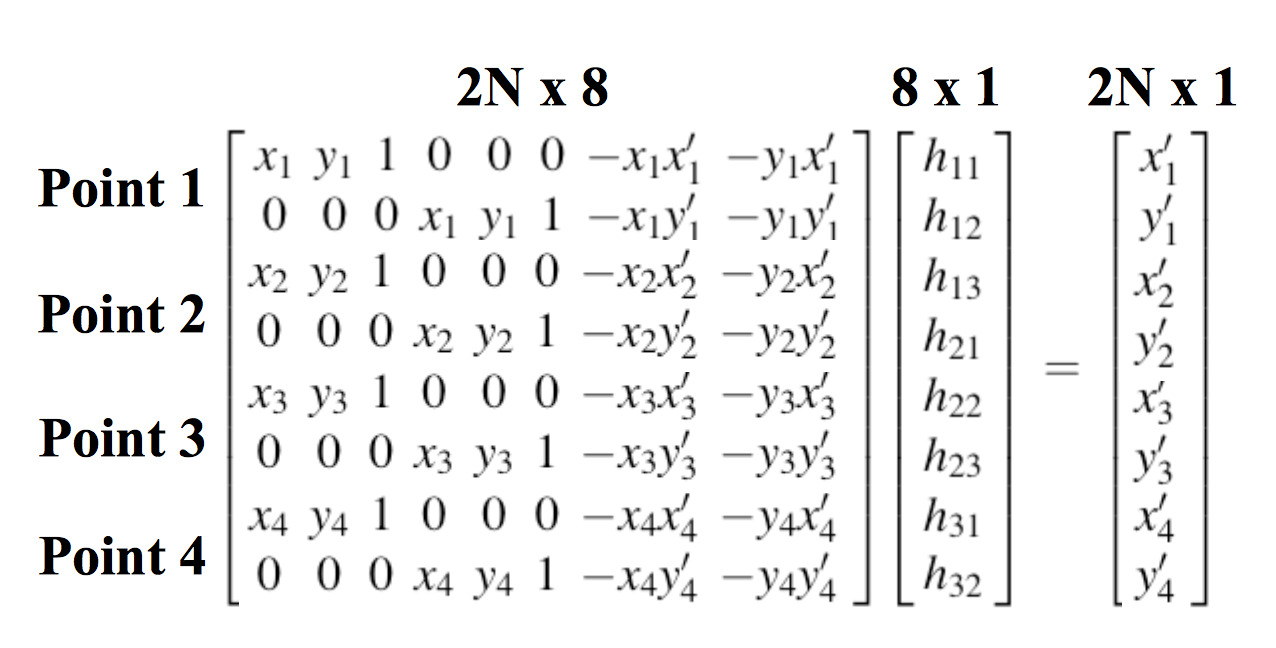 2N x 8 8 x 1 2N x 1
Point 1
x₁ y₁ 1 0 0 0 −x₁x′₁ −y₁x′₁ h₁₁ x′₁
0 0 0 x₁ y₁ 1 −x₁y′₁ −y₁y′₁ h₁₂ y′₁
Point 2
x₂ y₂ 1 0 0 0 −x₂x′₂ −y₂x′₂ h₁₃ x′₂
0 0 0 x₂ y₂ 1 −x₂y′₂ −y₂y′₂ h₂₁ y′₂
=
Point 3
x₃ y₃ 1 0 0 0 −x₃x′₃ −y₃x′₃ h₂₂ x′₃
0 0 0 x₃ y₃ 1 −x₃y′₃ −y₃y′₃ h₂₃ y′₃
Point 4
x₄ y₄ 1 0 0 0 −x₄x′₄ −y₄x′₄ h₃₁ x′₄
0 0 0 x₄ y₄ 1 −x₄y′₄ −y₄y′₄ h₃₂ y′₄